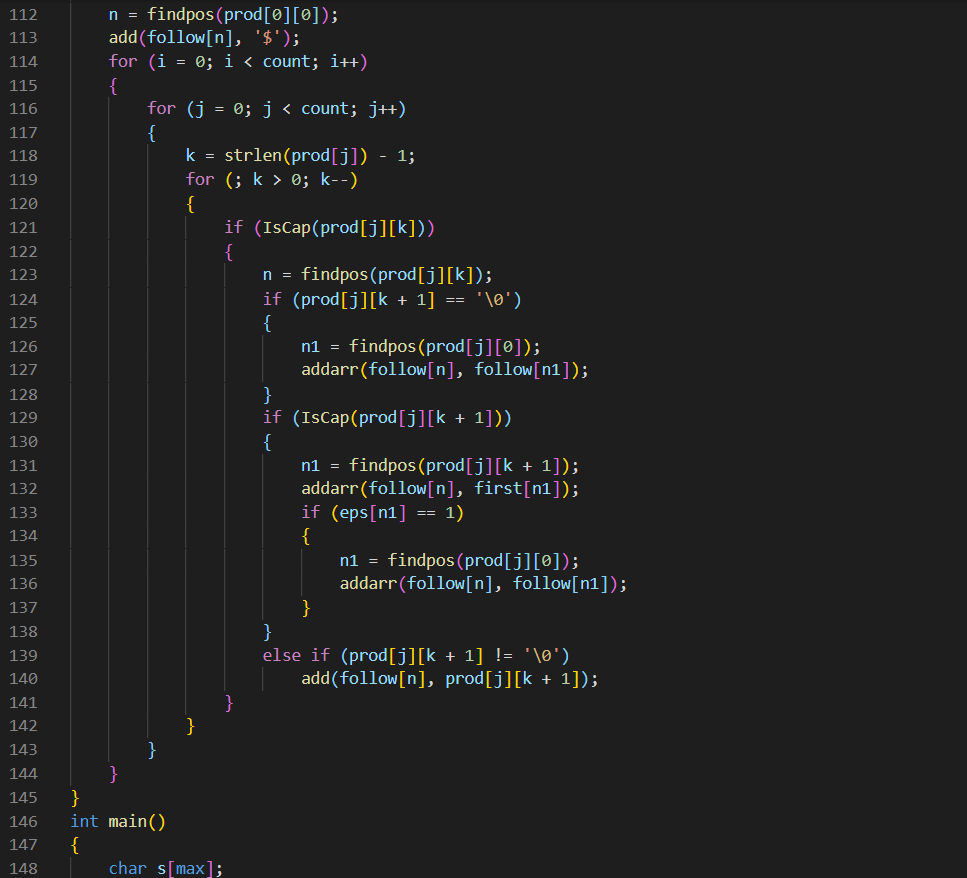 112 n = findpos(prod[0][0]);
113 add(follow[n], '$');
114 for (i = 0; i < count; i++)
115 {
116 for (j = 0; j < count; j++)
117 {
118 k = strlen(prod[j]) - 1;
119 for (; k > 0; k--)
120 {
121 if (IsCap(prod[j][k]))
122 {
123 n = findpos(prod[j][k]);
124 if (prod[j][k + 1] == '\0')
125 {
126 n1 = findpos(prod[j][0]);
127 addarr(follow[n], follow[n1]);
128 }
129 if (IsCap(prod[j][k + 1]))
130 {
131 n1 = findpos(prod[j][k + 1]);
132 addarr(follow[n], first[n1]);
133 if (eps[n1] == 1)
134 {
135 n1 = findpos(prod[j][0]);
136 addarr(follow[n], follow[n1]);
137 }
138 }
139 else if (prod[j][k + 1] != '\0')
140 add(follow[n], prod[j][k + 1]);
141 }
142 }
143 }
144 }
145 }
146 int main()
147 {
148 char s[max];